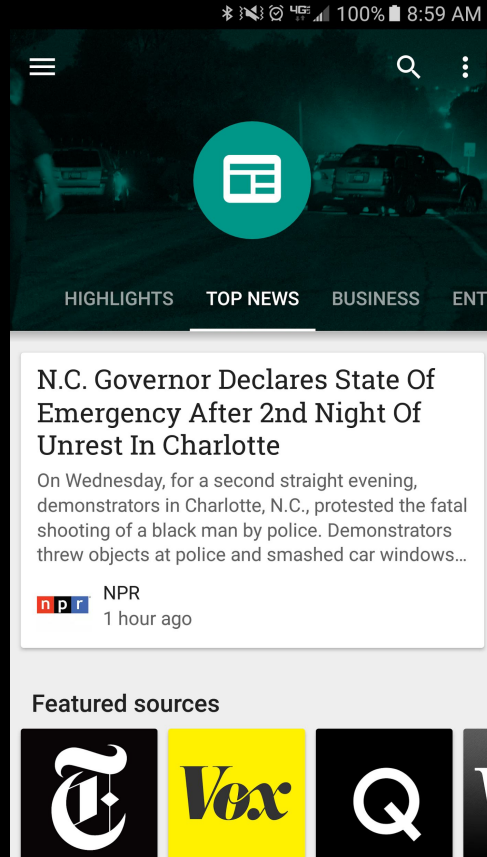 4G
100% 8:59 AM
HIGHLIGHTS TOP NEWS BUSINESS ENT
N.C. Governor Declares State Of
Emergency After 2nd Night Of
Unrest In Charlotte
On Wednesday, for a second straight evening,
demonstrators in Charlotte, N.C., protested the fatal
shooting of a black man by police. Demonstrators
threw objects at police and smashed car windows...
npr NPR
1 hour ago
Featured sources
T Vox Q